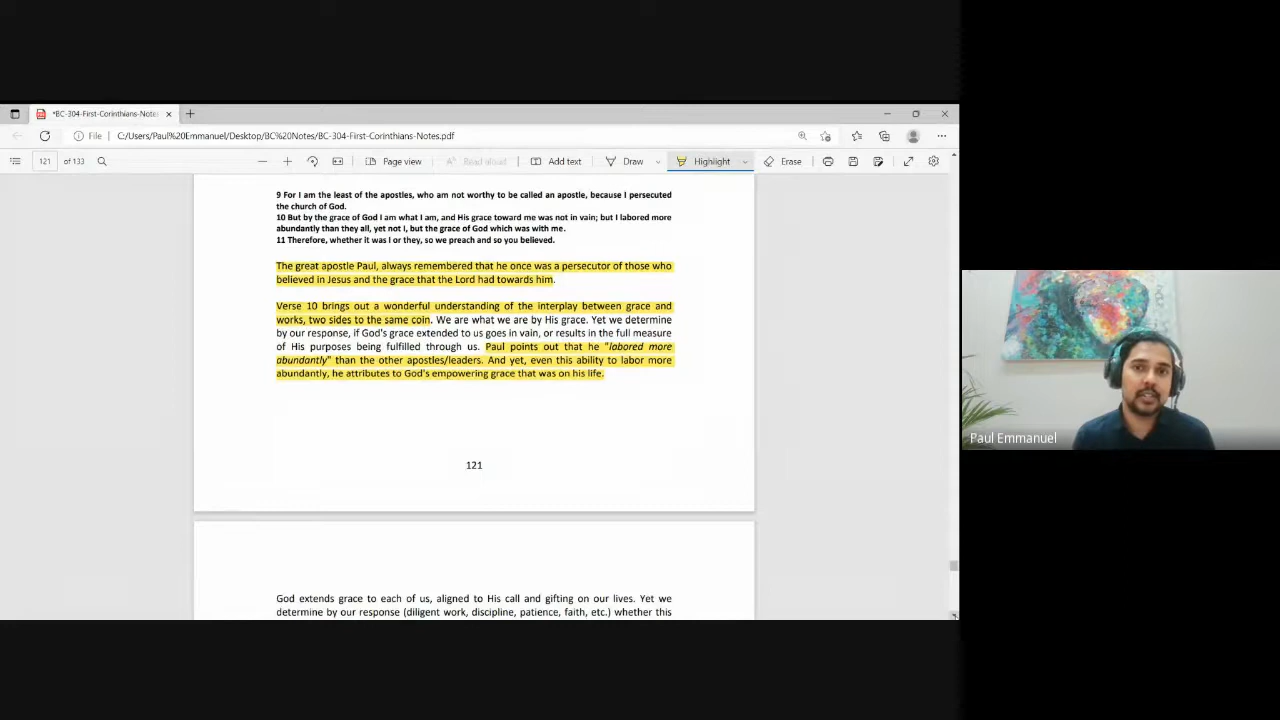 *BC-304-First-Corinthians-Notes
File
C:/Users/Paul%20Emmanuel/Desktop/BC%20Notes/BC-304-First-Corinthians-Notes.pdf
121 of 133
Page view
Read aloud
Add text
Draw
Highlight
Erase
9 For I am the least of the apostles, who am not worthy to be called an apostle, because I persecuted
the church of God.
10 But by the grace of God I am what I am, and His grace toward me was not in vain; but I labored more
abundantly than they all, yet not I, but the grace of God which was with me.
11 Therefore, whether it was I or they, so we preach and so you believed.
The great apostle Paul, always remembered that he once was a persecutor of those who
believed in Jesus and the grace that the Lord had towards him.
Verse 10 brings out a wonderful understanding of the interplay between grace and
works, two sides to the same coin. We are what we are by His grace. Yet we determine
by our response, if God's grace extended to us goes in vain, or results in the full measure
of His purposes being fulfilled through us. Paul points out that he "labored more
abundantly" than the other apostles/leaders. And yet, even this ability to labor more
abundantly, he attributes to God's empowering grace that was on his life.
121
God extends grace to each of us, aligned to His call and gifting on our lives. Yet we
determine by our response (diligent work, discipline, patience, faith, etc.) whether this
Paul Emmanuel